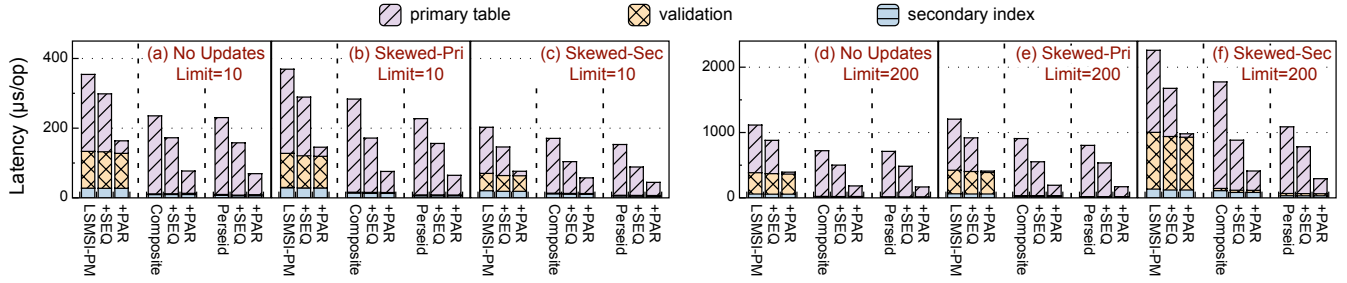 primary table
validation
secondary index
Latency (μs/op)
400
200
0
(a) No Updates
Limit=10
(b) Skewed-Pri
Limit=10
(c) Skewed-Sec
Limit=10
LSMSI-PM
+SEQ
+PAR
Composite
+SEQ
+PAR
Perseid
+SEQ
+PAR
LSMSI-PM
+SEQ
+PAR
Composite
+SEQ
+PAR
Perseid
+SEQ
+PAR
LSMSI-PM
+SEQ
+PAR
Composite
+SEQ
+PAR
Perseid
+SEQ
+PAR
2000
1000
0
(d) No Updates
Limit=200
(e) Skewed-Pri
Limit=200
(f) Skewed-Sec
Limit=200
LSMSI-PM
+SEQ
+PAR
Composite
+SEQ
+PAR
Perseid
+SEQ
+PAR
LSMSI-PM
+SEQ
+PAR
Composite
+SEQ
+PAR
Perseid
+SEQ
+PAR
LSMSI-PM
+SEQ
+PAR
Composite
+SEQ
+PAR
Perseid
+SEQ
+PAR